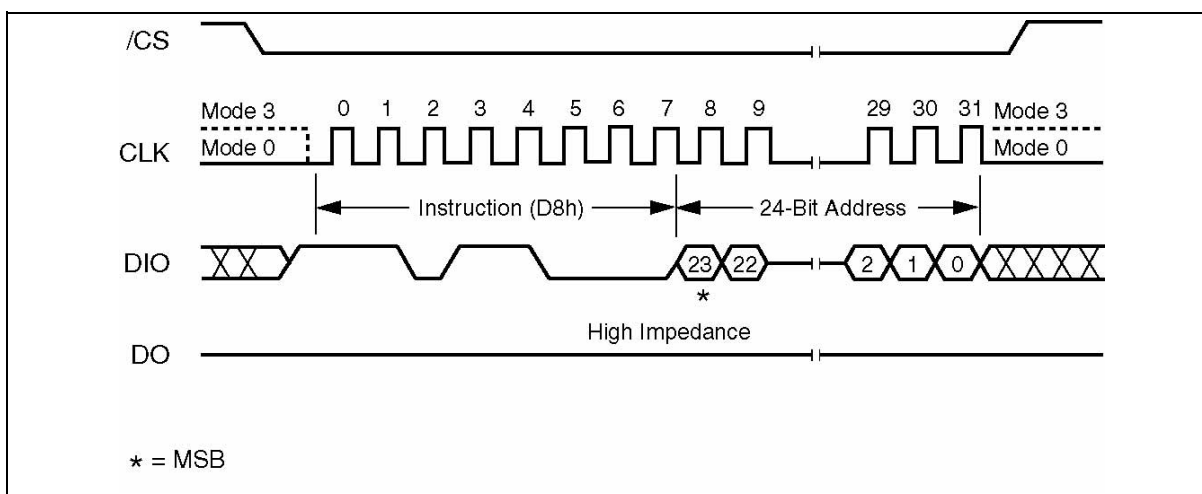 /CS
Mode 3 0 1 2 3 4 5 6 7 8 9 29 30 31 Mode 3
CLK Mode 0 Mode 0
Instruction (D8h) 24-Bit Address
DIO 23 22 2 1 0
*
High Impedance
DO
* = MSB